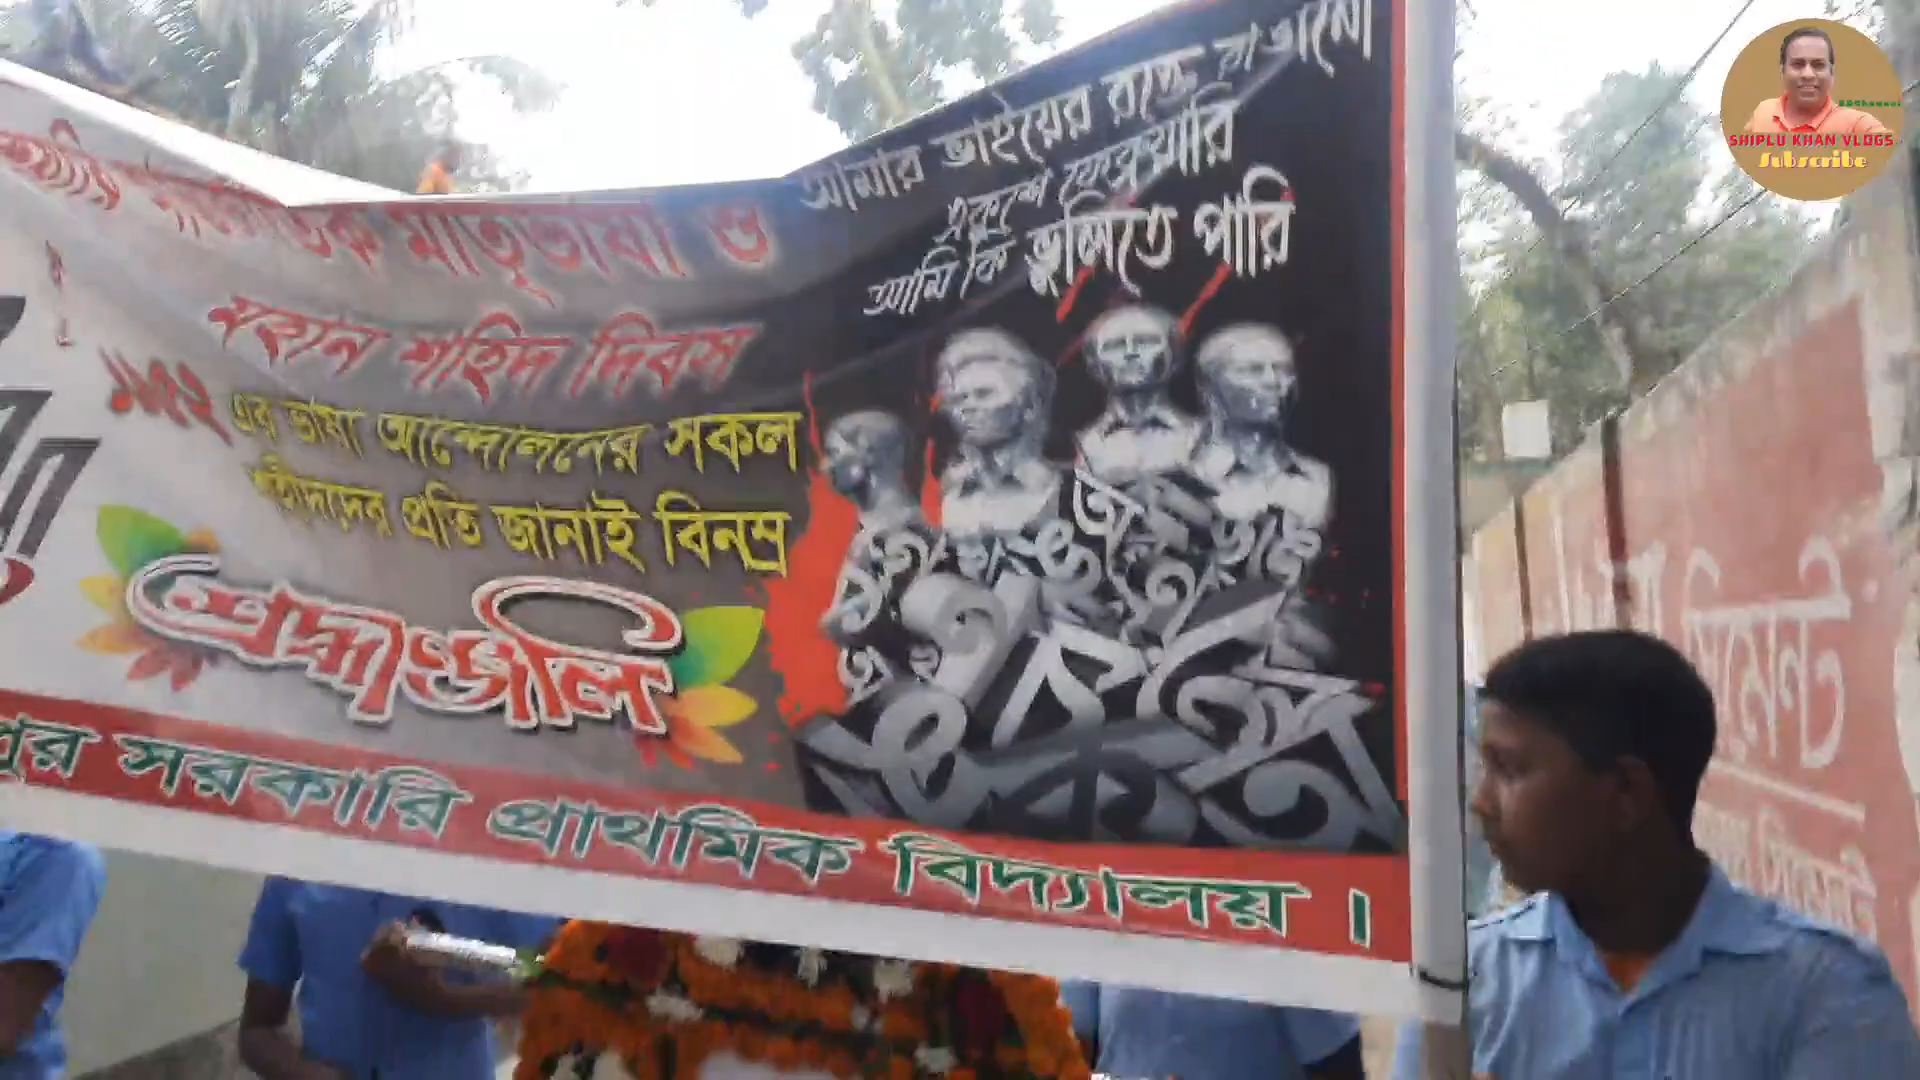 আমার ভাইয়ের রক্তে রাঙানো
একুশে ফেব্রুয়ারি
আমি কি ভুলিতে পারি
মাতৃভাষা ও
মহান শহিদ দিবস
১৯৫২ এর ভাষা আন্দোলনের সকল
শহীদদের প্রতি জানাই বিনম্র
শ্রদ্ধাঞ্জলি
সরকারি প্রাথমিক বিদ্যালয়।
সিমেন্ট
SHIPLU KHAN VLOGS
Subscribe